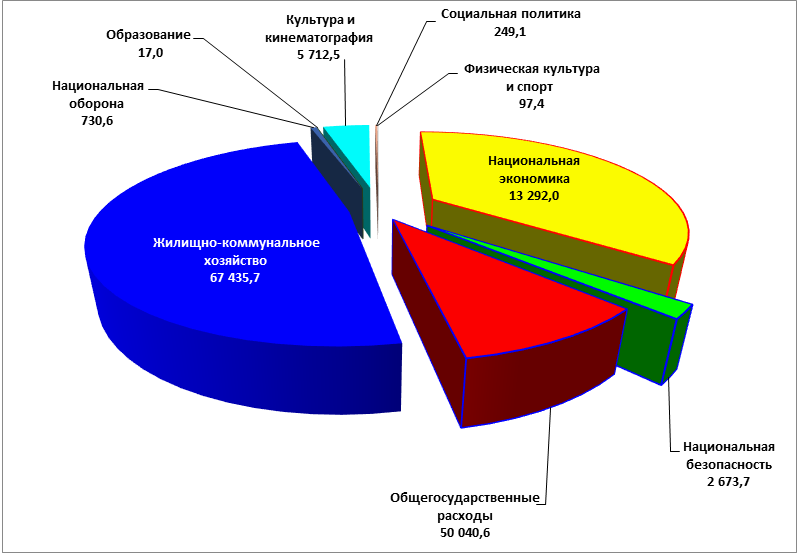 Социальная политика
249,1
Культура и
кинематография
5 712,5
Образование
17,0
Физическая культура
и спорт
97,4
Национальная
оборона
730,6
Национальная
экономика
13 292,0
Жилищно-коммунальное
хозяйство
67 435,7
Национальная
безопасность
2 673,7
Общегосударственные
расходы
50 040,6